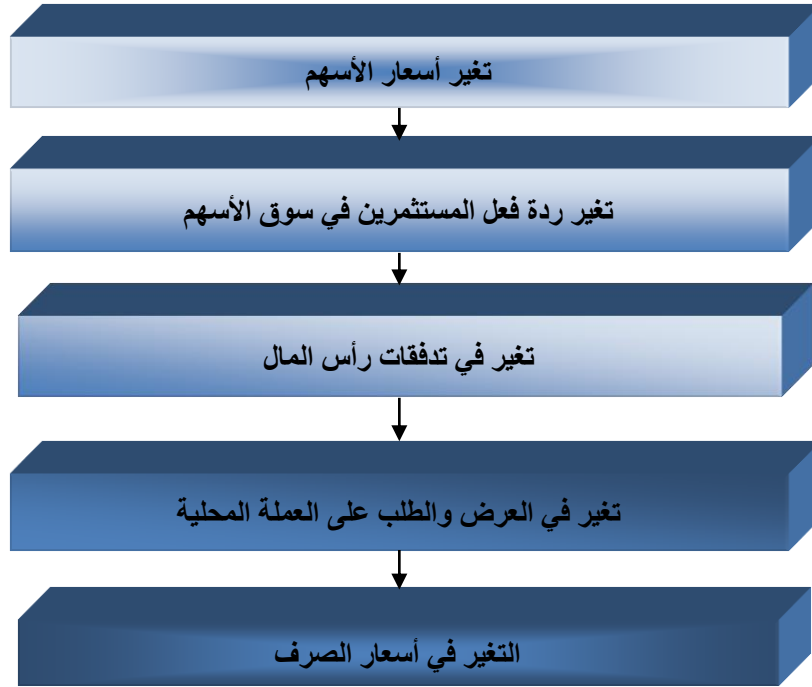 تغير أسعار الأسهم
تغير ردة فعل المستثمرين في سوق الأسهم
تغير في تدفقات رأس المال
تغير في العرض والطلب على العملة المحلية
التغير في أسعار الصرف